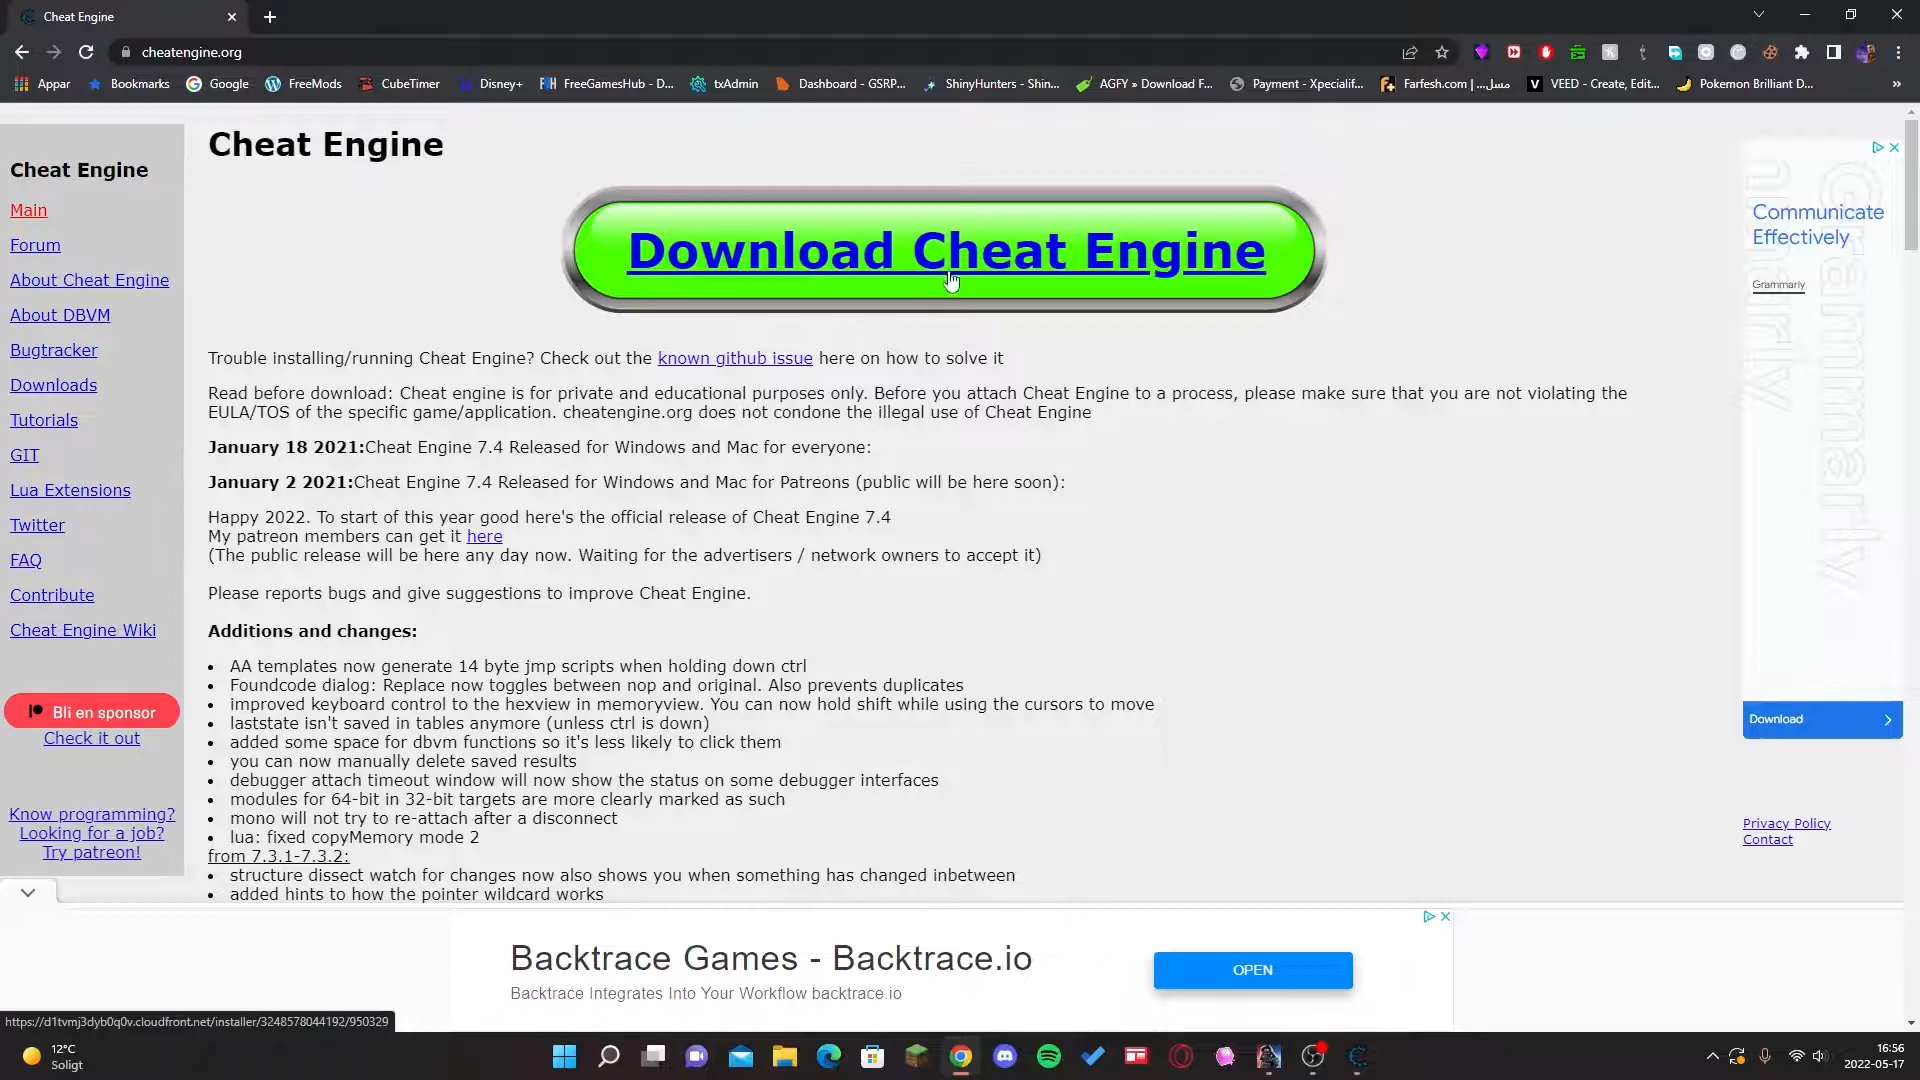 Cheat Engine
cheatengine.org
Appar
Bookmarks
Google
FreeMods
CubeTimer
Disney+
FreeGamesHub - D...
txAdmin
Dashboard - GSRP...
ShinyHunters - Shin...
AGFY » Download F...
Payment - Xpecialif...
Farfesh.com | ...مسل
VEED - Create, Edit...
Pokemon Brilliant D...
»
Cheat Engine
Main
Forum
About Cheat Engine
About DBVM
Bugtracker
Downloads
Tutorials
GIT
Lua Extensions
Twitter
FAQ
Contribute
Cheat Engine Wiki
Bli en sponsor
Check it out
Know programming?
Looking for a job?
Try patreon!
Cheat Engine
Download Cheat Engine
Trouble installing/running Cheat Engine? Check out the known github issue here on how to solve it
Read before download: Cheat engine is for private and educational purposes only. Before you attach Cheat Engine to a process, please make sure that you are not violating the
EULA/TOS of the specific game/application. cheatengine.org does not condone the illegal use of Cheat Engine
January 18 2021:Cheat Engine 7.4 Released for Windows and Mac for everyone:
January 2 2021:Cheat Engine 7.4 Released for Windows and Mac for Patreons (public will be here soon):
Happy 2022. To start of this year good here's the official release of Cheat Engine 7.4
My patreon members can get it here
(The public release will be here any day now. Waiting for the advertisers / network owners to accept it)
Please reports bugs and give suggestions to improve Cheat Engine.
Additions and changes:
• AA templates now generate 14 byte jmp scripts when holding down ctrl
• Foundcode dialog: Replace now toggles between nop and original. Also prevents duplicates
• improved keyboard control to the hexview in memoryview. You can now hold shift while using the cursors to move
• laststate isn't saved in tables anymore (unless ctrl is down)
• added some space for dbvm functions so it's less likely to click them
• you can now manually delete saved results
• debugger attach timeout window will now show the status on some debugger interfaces
• modules for 64-bit in 32-bit targets are more clearly marked as such
• mono will not try to re-attach after a disconnect
• lua: fixed copyMemory mode 2
from 7.3.1-7.3.2:
• structure dissect watch for changes now also shows you when something has changed inbetween
• added hints to how the pointer wildcard works
Communicate
Effectively
Grammarly
Grammarly
Download
Privacy Policy
Contact
Backtrace Games - Backtrace.io
Backtrace Integrates Into Your Workflow backtrace.io
OPEN
https://d1tvmj3dyb0q0v.cloudfront.net/installer/3248578044192/950329
12°C
Soligt
16:56
2022-05-17